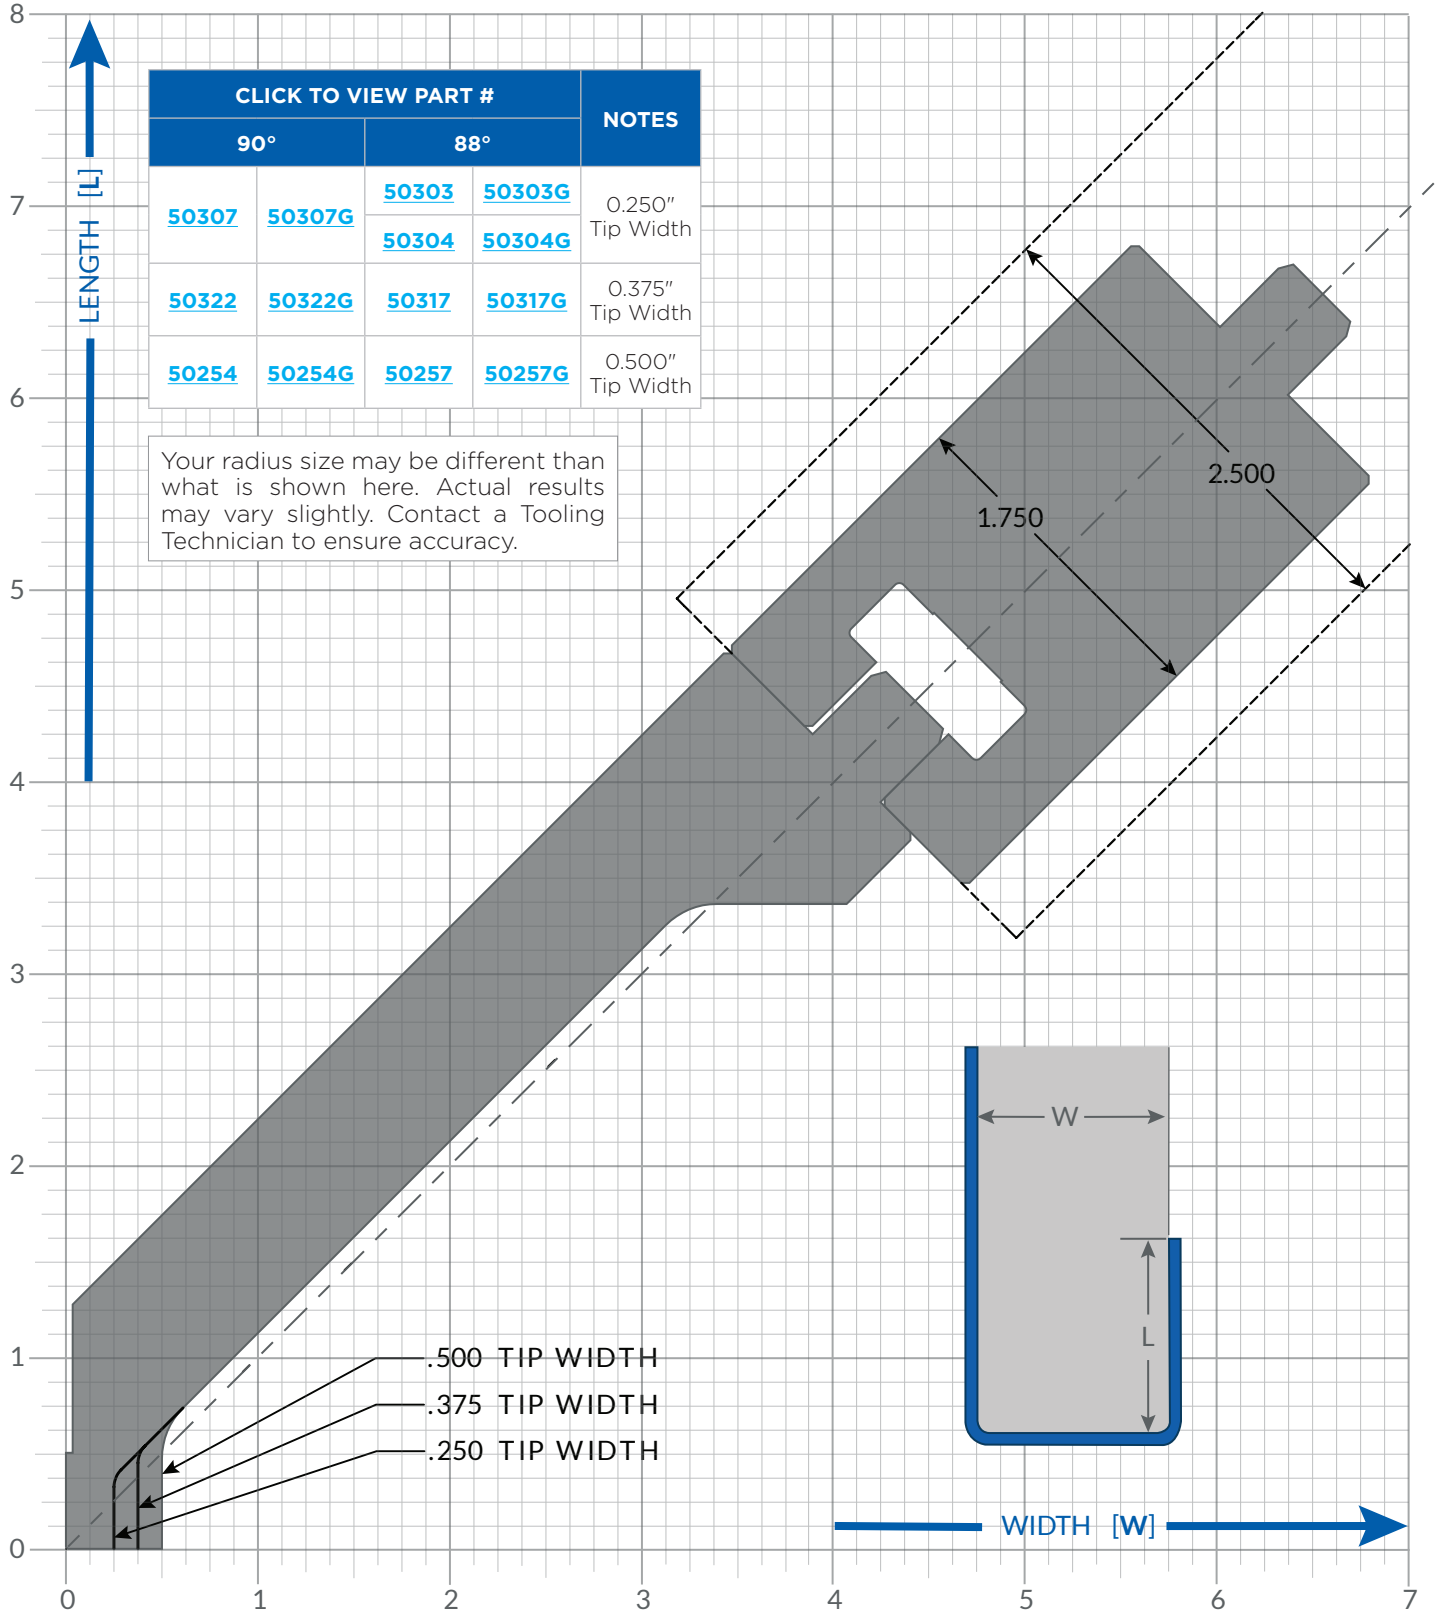 8
7
6
5
4
3
2
1
0
LENGTH [L]
CLICK TO VIEW PART #
NOTES
90°
88°
50307
50307G
50303
50303G
0.250"
Tip Width
50304
50304G
50322
50322G
50317
50317G
0.375"
Tip Width
50254
50254G
50257
50257G
0.500"
Tip Width
Your radius size may be different than
what is shown here. Actual results
may vary slightly. Contact a Tooling
Technician to ensure accuracy.
2.500
1.750
W
L
.500 TIP WIDTH
.375 TIP WIDTH
.250 TIP WIDTH
WIDTH [W]
0 1 2 3 4 5 6 7